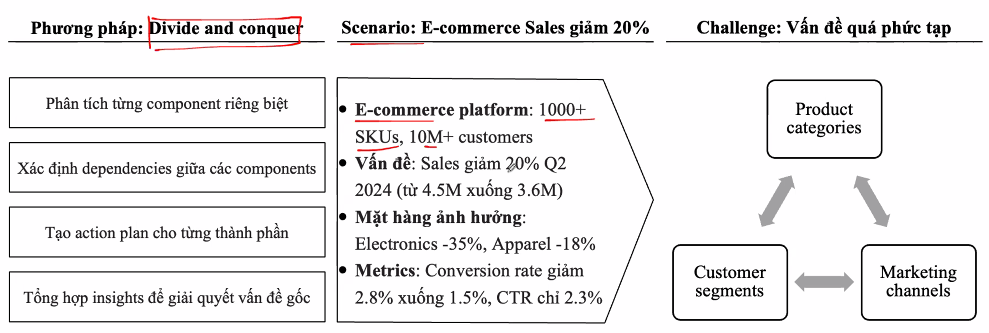 Phương pháp: Divide and conquer
Phân tích từng component riêng biệt
Xác định dependencies giữa các components
Tạo action plan cho từng thành phần
Tổng hợp insights để giải quyết vấn đề gốc
Scenario: E-commerce Sales giảm 20%
• E-commerce platform: 1000+
SKUs, 10M+ customers
• Vấn đề: Sales giảm 20% Q2
2024 (từ 4.5M xuống 3.6M)
• Mặt hàng ảnh hưởng:
Electronics -35%, Apparel -18%
• Metrics: Conversion rate giảm
2.8% xuống 1.5%, CTR chỉ 2.3%
Challenge: Vấn đề quá phức tạp
Product
categories
Customer
segments
Marketing
channels